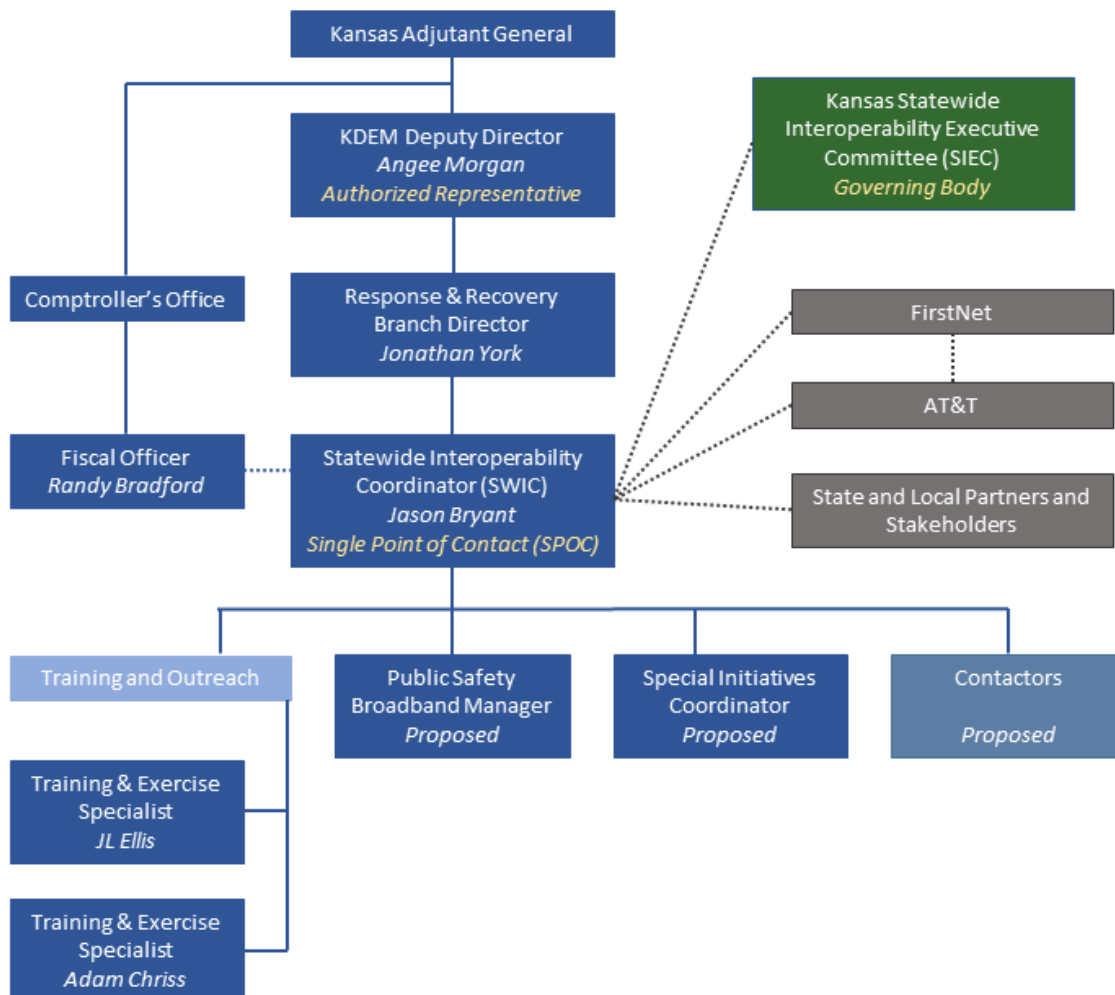 Kansas Adjutant General
KDEM Deputy Director
Angee Morgan
Authorized Representative
Kansas Statewide
Interoperability Executive
Committee (SIEC)
Governing Body
Comptroller's Office
Response & Recovery
Branch Director
Jonathan York
FirstNet
AT&T
Fiscal Officer
Randy Bradford
Statewide Interoperability
Coordinator (SWIC)
Jason Bryant
Single Point of Contact (SPOC)
State and Local Partners and
Stakeholders
Training and Outreach
Public Safety
Broadband Manager
Proposed
Special Initiatives
Coordinator
Proposed
Contactors
Proposed
Training & Exercise
Specialist
JL Ellis
Training & Exercise
Specialist
Adam Chriss